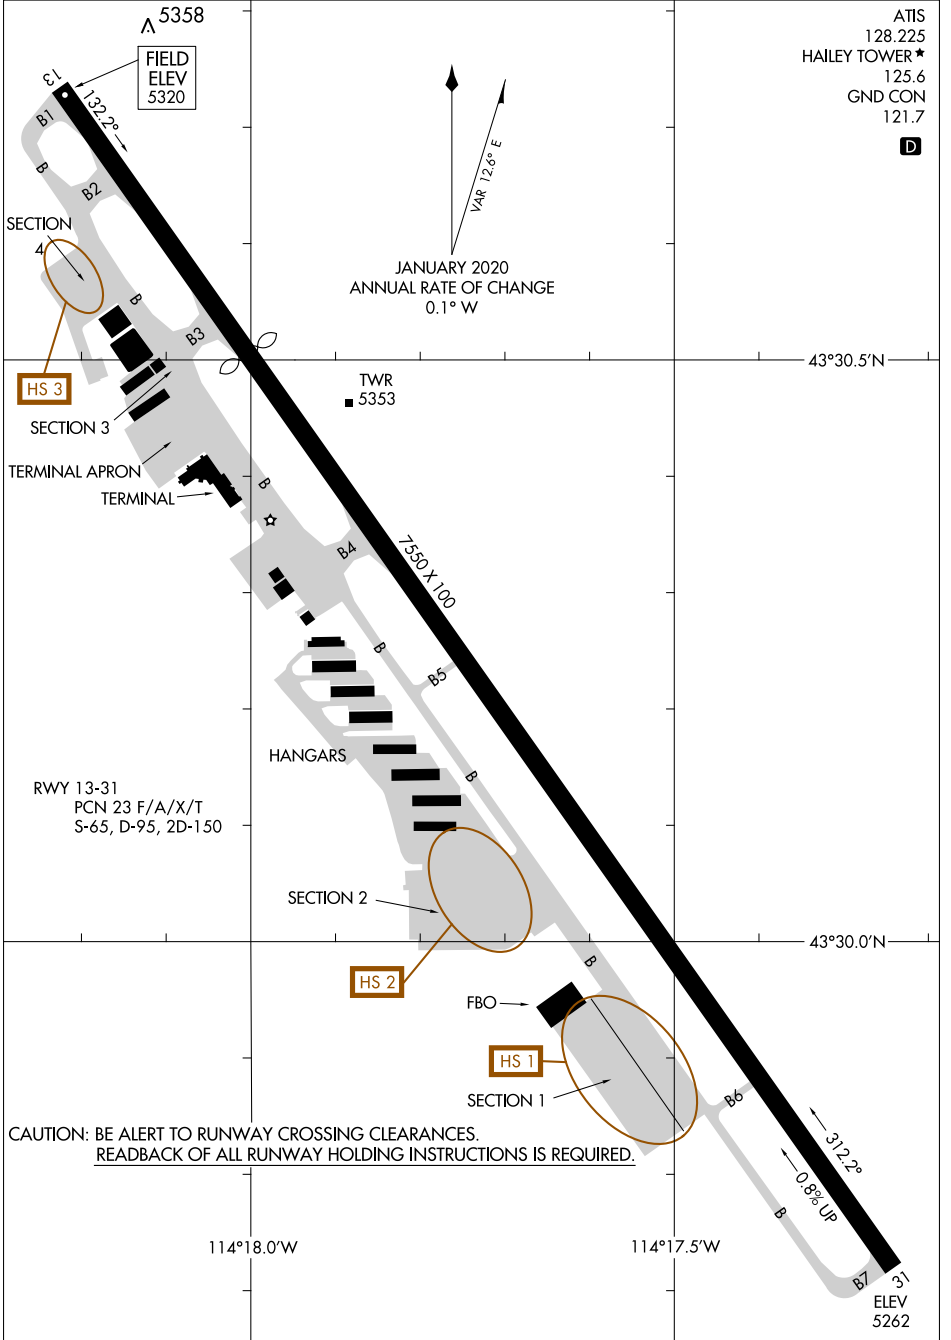 5358
FIELD
ELEV
5320
ATIS
128.225
HAILEY TOWER★
125.6
GND CON
121.7
D
13
132.2°
VAR 12.6° E
B1
B
B2
SECTION
4
JANUARY 2020
ANNUAL RATE OF CHANGE
0.1° W
B
B3
43°30.5'N
HS 3
TWR
5353
SECTION 3
TERMINAL APRON
TERMINAL
B
B4
7550 X 100
B
B5
HANGARS
B
RWY 13-31
PCN 23 F/A/X/T
S-65, D-95, 2D-150
SECTION 2
43°30.0'N
B
HS 2
FBO
HS 1
SECTION 1
B6
CAUTION: BE ALERT TO RUNWAY CROSSING CLEARANCES.
READBACK OF ALL RUNWAY HOLDING INSTRUCTIONS IS REQUIRED.
312.2°
0.8% UP
B
114°18.0'W
114°17.5'W
B7
31
ELEV
5262